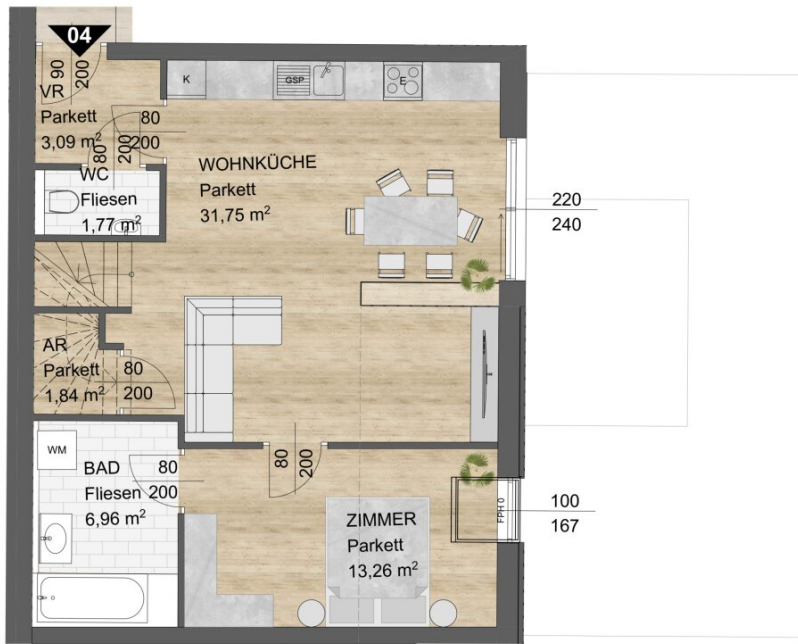 04
90
200
VR
Parkett
3,09 m²
80
200
80
200
WC
Fliesen
1,77 m²
K
GSP
E
WOHNKÜCHE
Parkett
31,75 m²
220
240
AR
Parkett
1,84 m²
80
200
80
200
WM
BAD
Fliesen
6,96 m²
80
200
ZIMMER
Parkett
13,26 m²
FPH 0
100
167